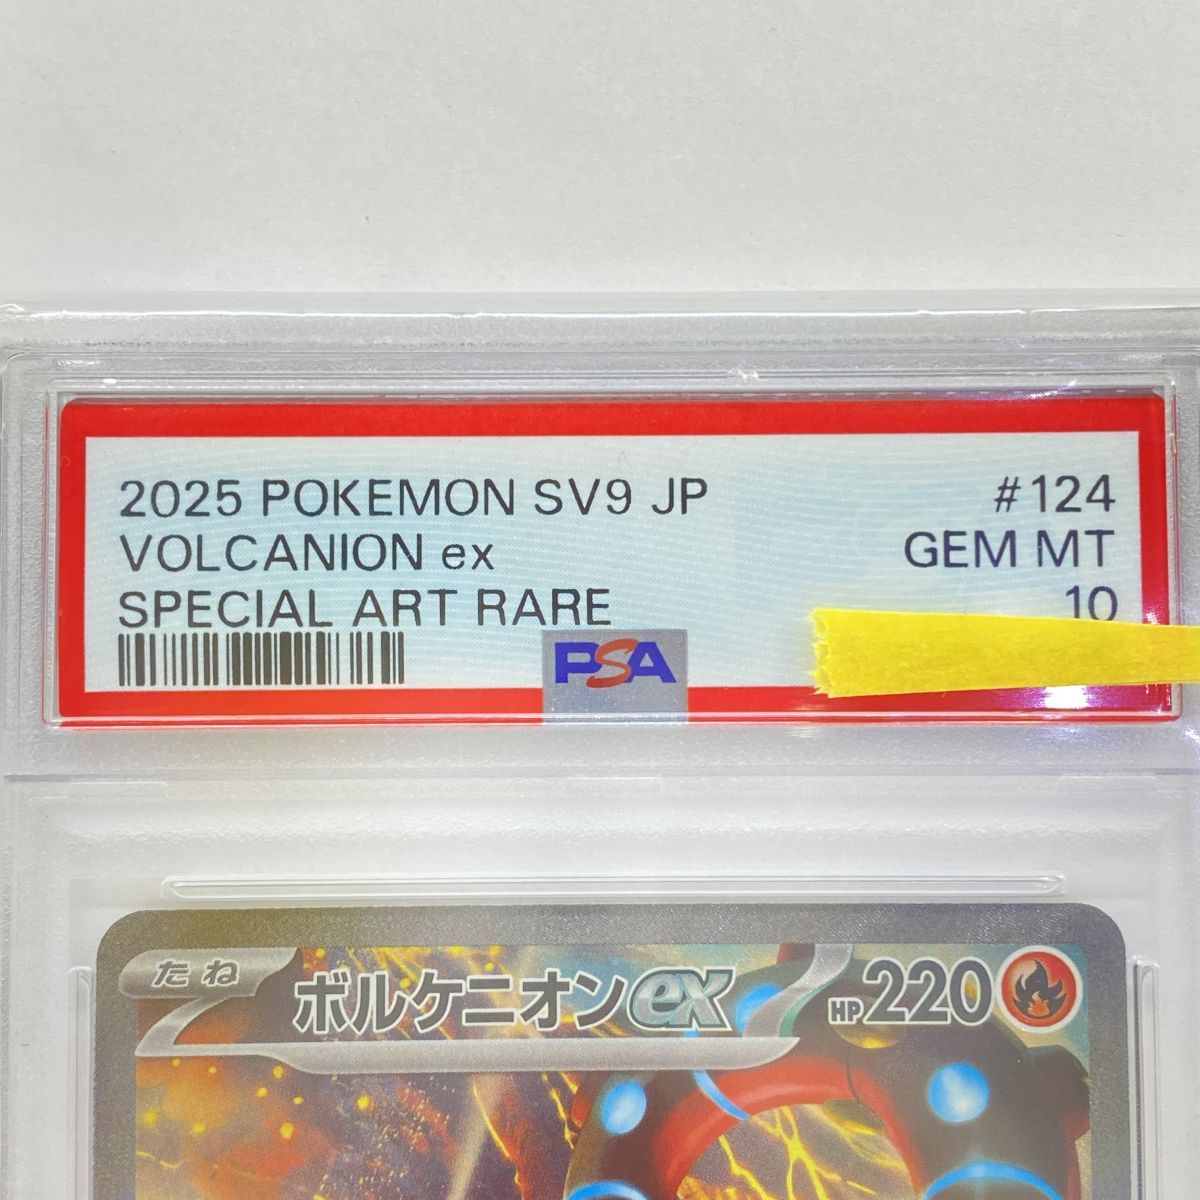 2025 POKEMON SV9 JP #124
VOLCANION ex GEM MT
SPECIAL ART RARE 10
PSA
たね ボルケニオンex HP220